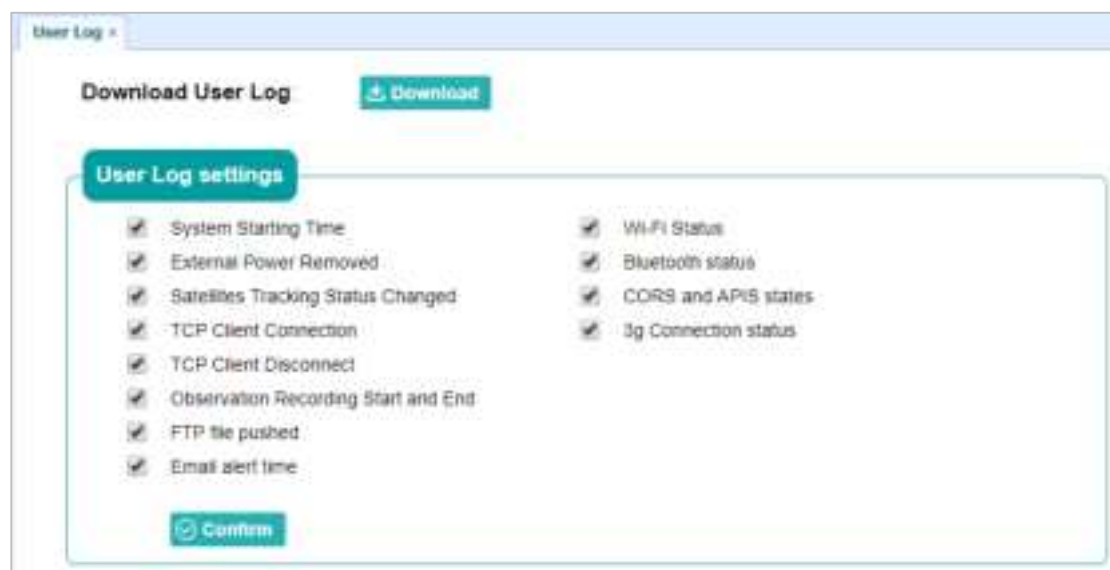 User Log ×
Download User Log
Download
User Log settings
System Starting Time
External Power Removed
Satellites Tracking Status Changed
TCP Client Connection
TCP Client Disconnect
Observation Recording Start and End
FTP file pushed
Email alert time
Wi-Fi Status
Bluetooth status
CORS and APIS states
3g Connection status
Confirm